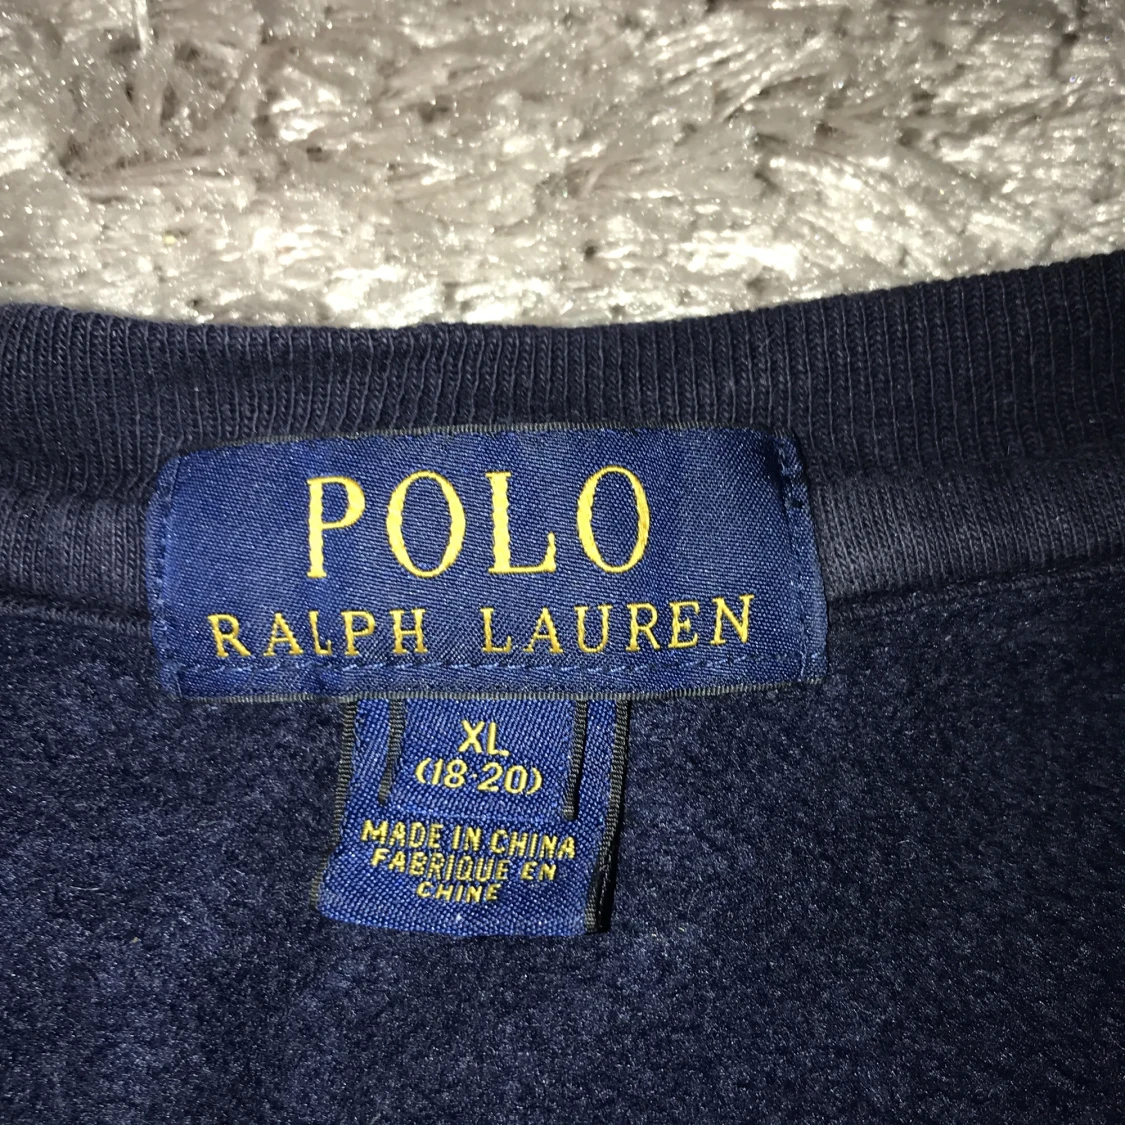 POLO
RALPH LAUREN
XL
(18-20)
MADE IN CHINA
FABRIQUE EN
CHINE